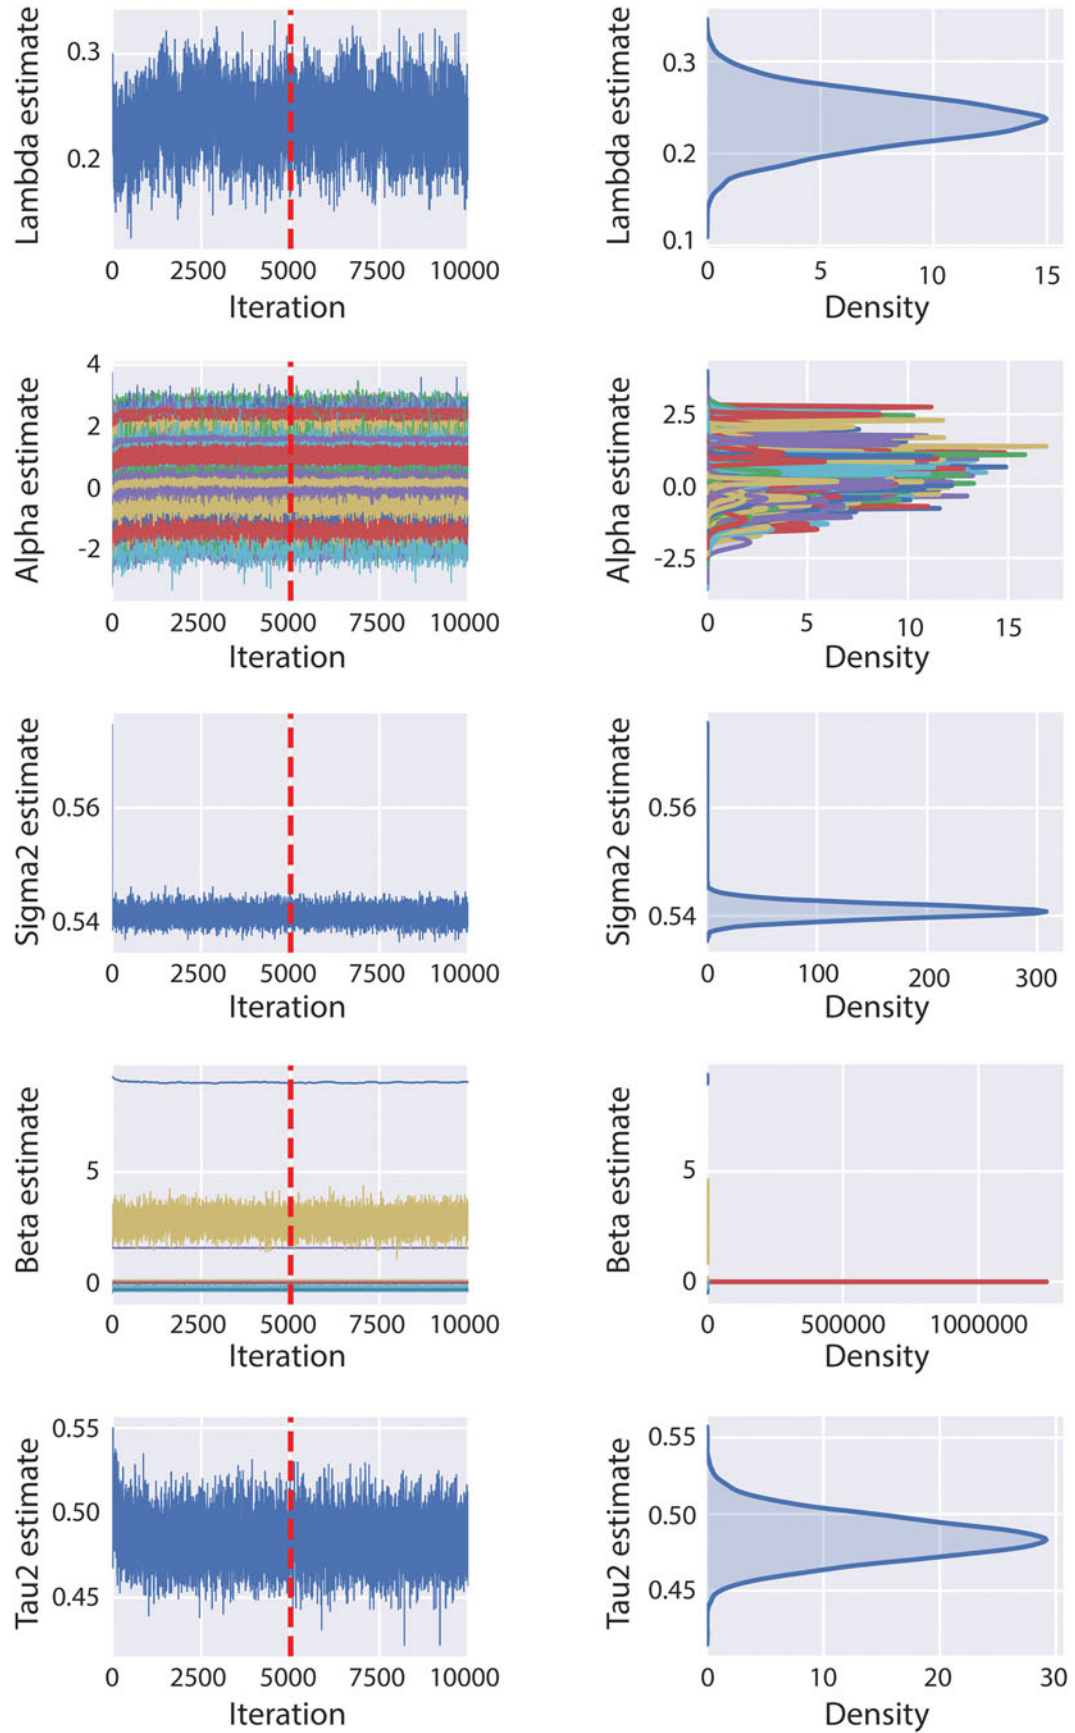 Lambda estimate
0.3
0.2
0 2500 5000 7500 10000
Iteration
Lambda estimate
0.3
0.2
0.1
0 5 10 15
Density
Alpha estimate
4
2
0
-2
0 2500 5000 7500 10000
Iteration
Alpha estimate
2.5
0.0
-2.5
0 5 10 15
Density
Sigma2 estimate
0.56
0.54
0 2500 5000 7500 10000
Iteration
Sigma2 estimate
0.56
0.54
0 100 200 300
Density
Beta estimate
5
0
0 2500 5000 7500 10000
Iteration
Beta estimate
5
0
0 500000 1000000
Density
Tau2 estimate
0.55
0.50
0.45
0 2500 5000 7500 10000
Iteration
Tau2 estimate
0.55
0.50
0.45
0 10 20 30
Density